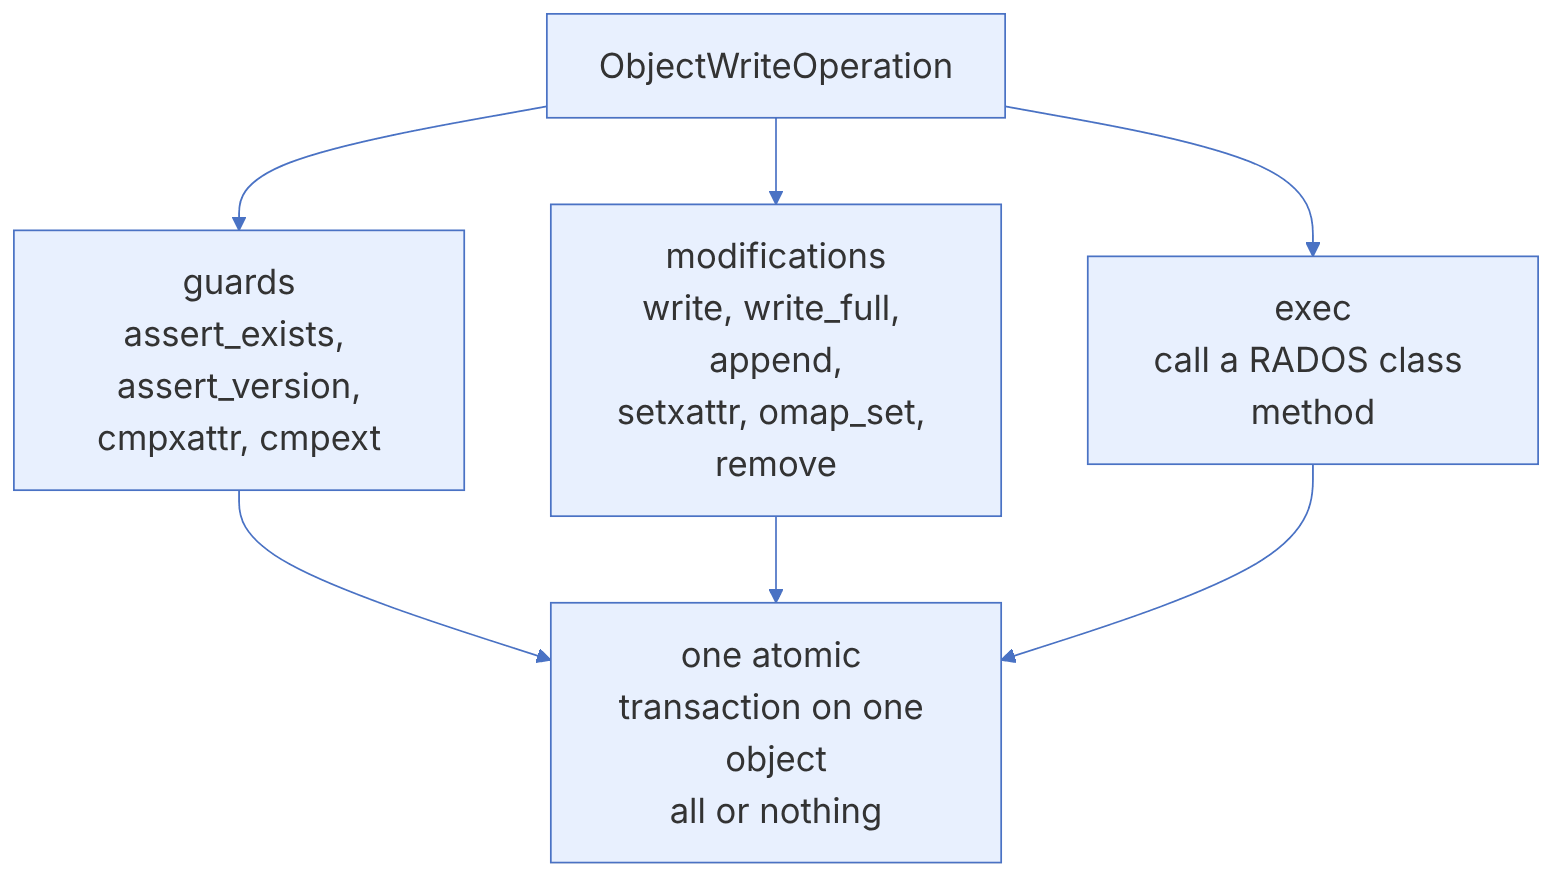 ObjectWriteOperation
guards
assert_exists,
assert_version,
cmpxattr, cmpext
modifications
write, write_full,
append,
setxattr, omap_set,
remove
exec
call a RADOS class
method
one atomic
transaction on one
object
all or nothing